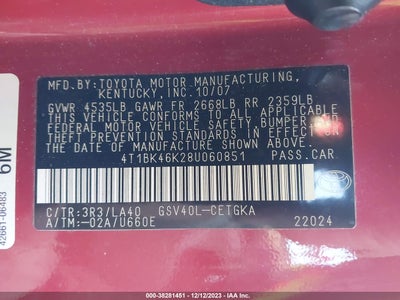 MFD.BY:TOYOTA MOTOR MANUFACTURING,
KENTUCKY,INC.10/07
GVWR 4535LB GAWR FR 2668LB RR 2359LB
THIS VEHICLE CONFORMS TO ALL APPLICABLE
FEDERAL MOTOR VEHICLE SAFETY BUMPER, AND
THEFT PREVENTION STANDARDS IN EFFECT ON
THE DATE OF MANUFACTURE SHOWN ABOVE.
4T1BK46K28U060851 PASS.CAR
C/TR:3R3/LA40 GSV40L-CETGKA
A/TM:-02A/U660E 22024
6M
42661-06483
000-38281451 - 12/12/2023 - IAA